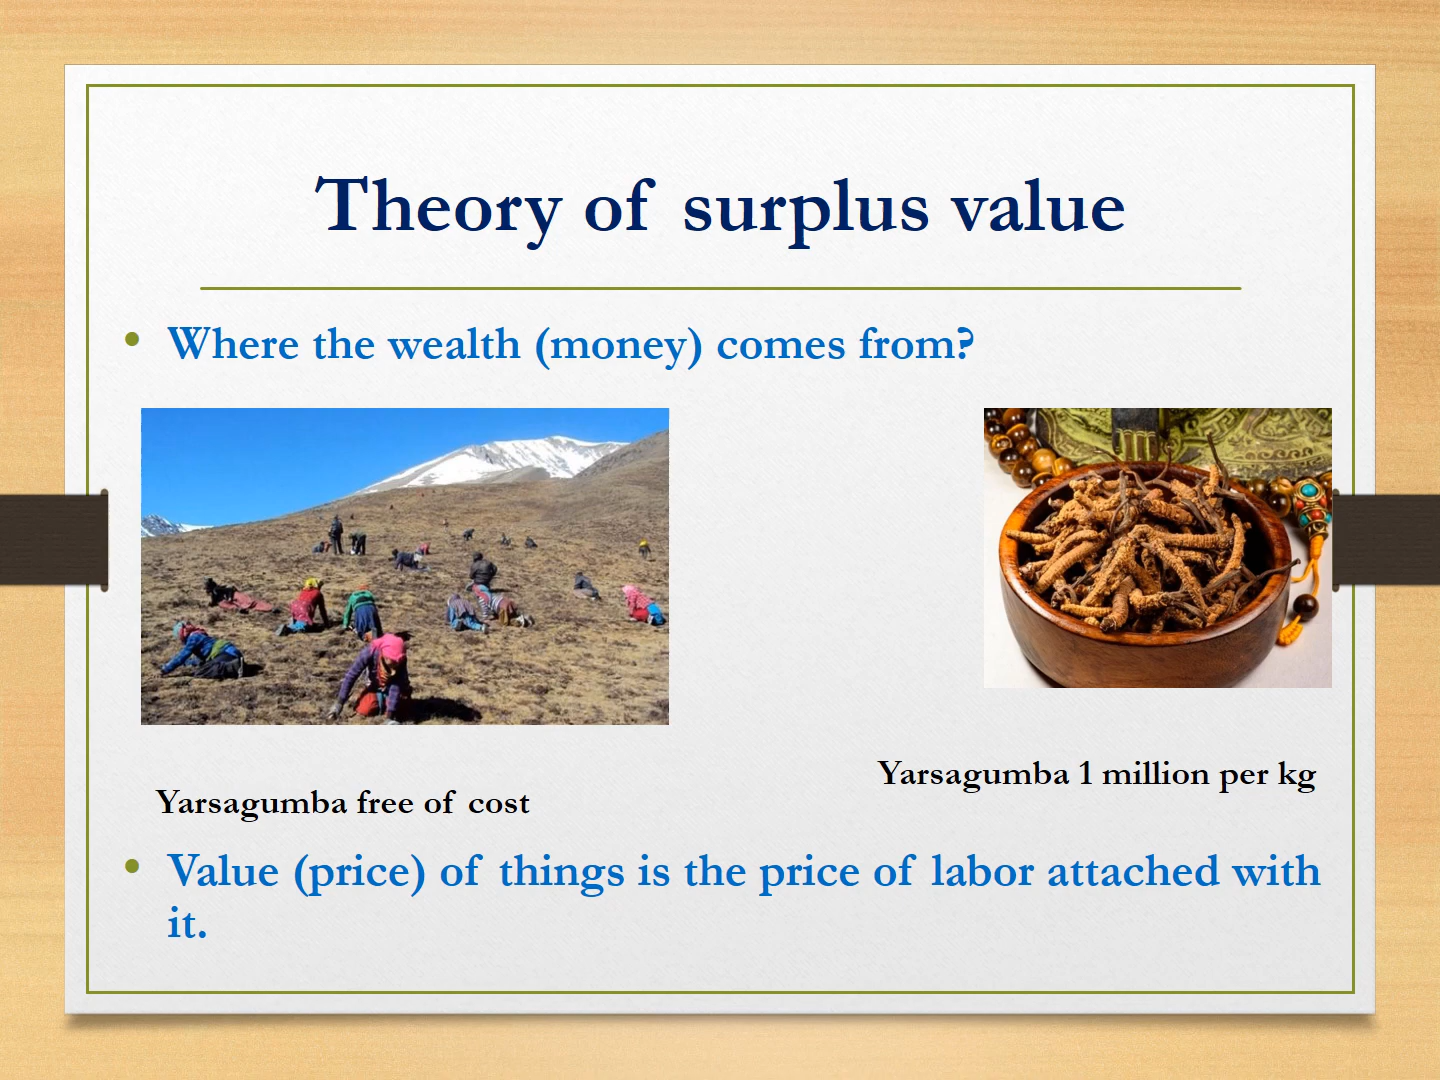 Theory of surplus value
• Where the wealth (money) comes from?
Yarsagumba 1 million per kg
Yarsagumba free of cost
• Value (price) of things is the price of labor attached with
it.